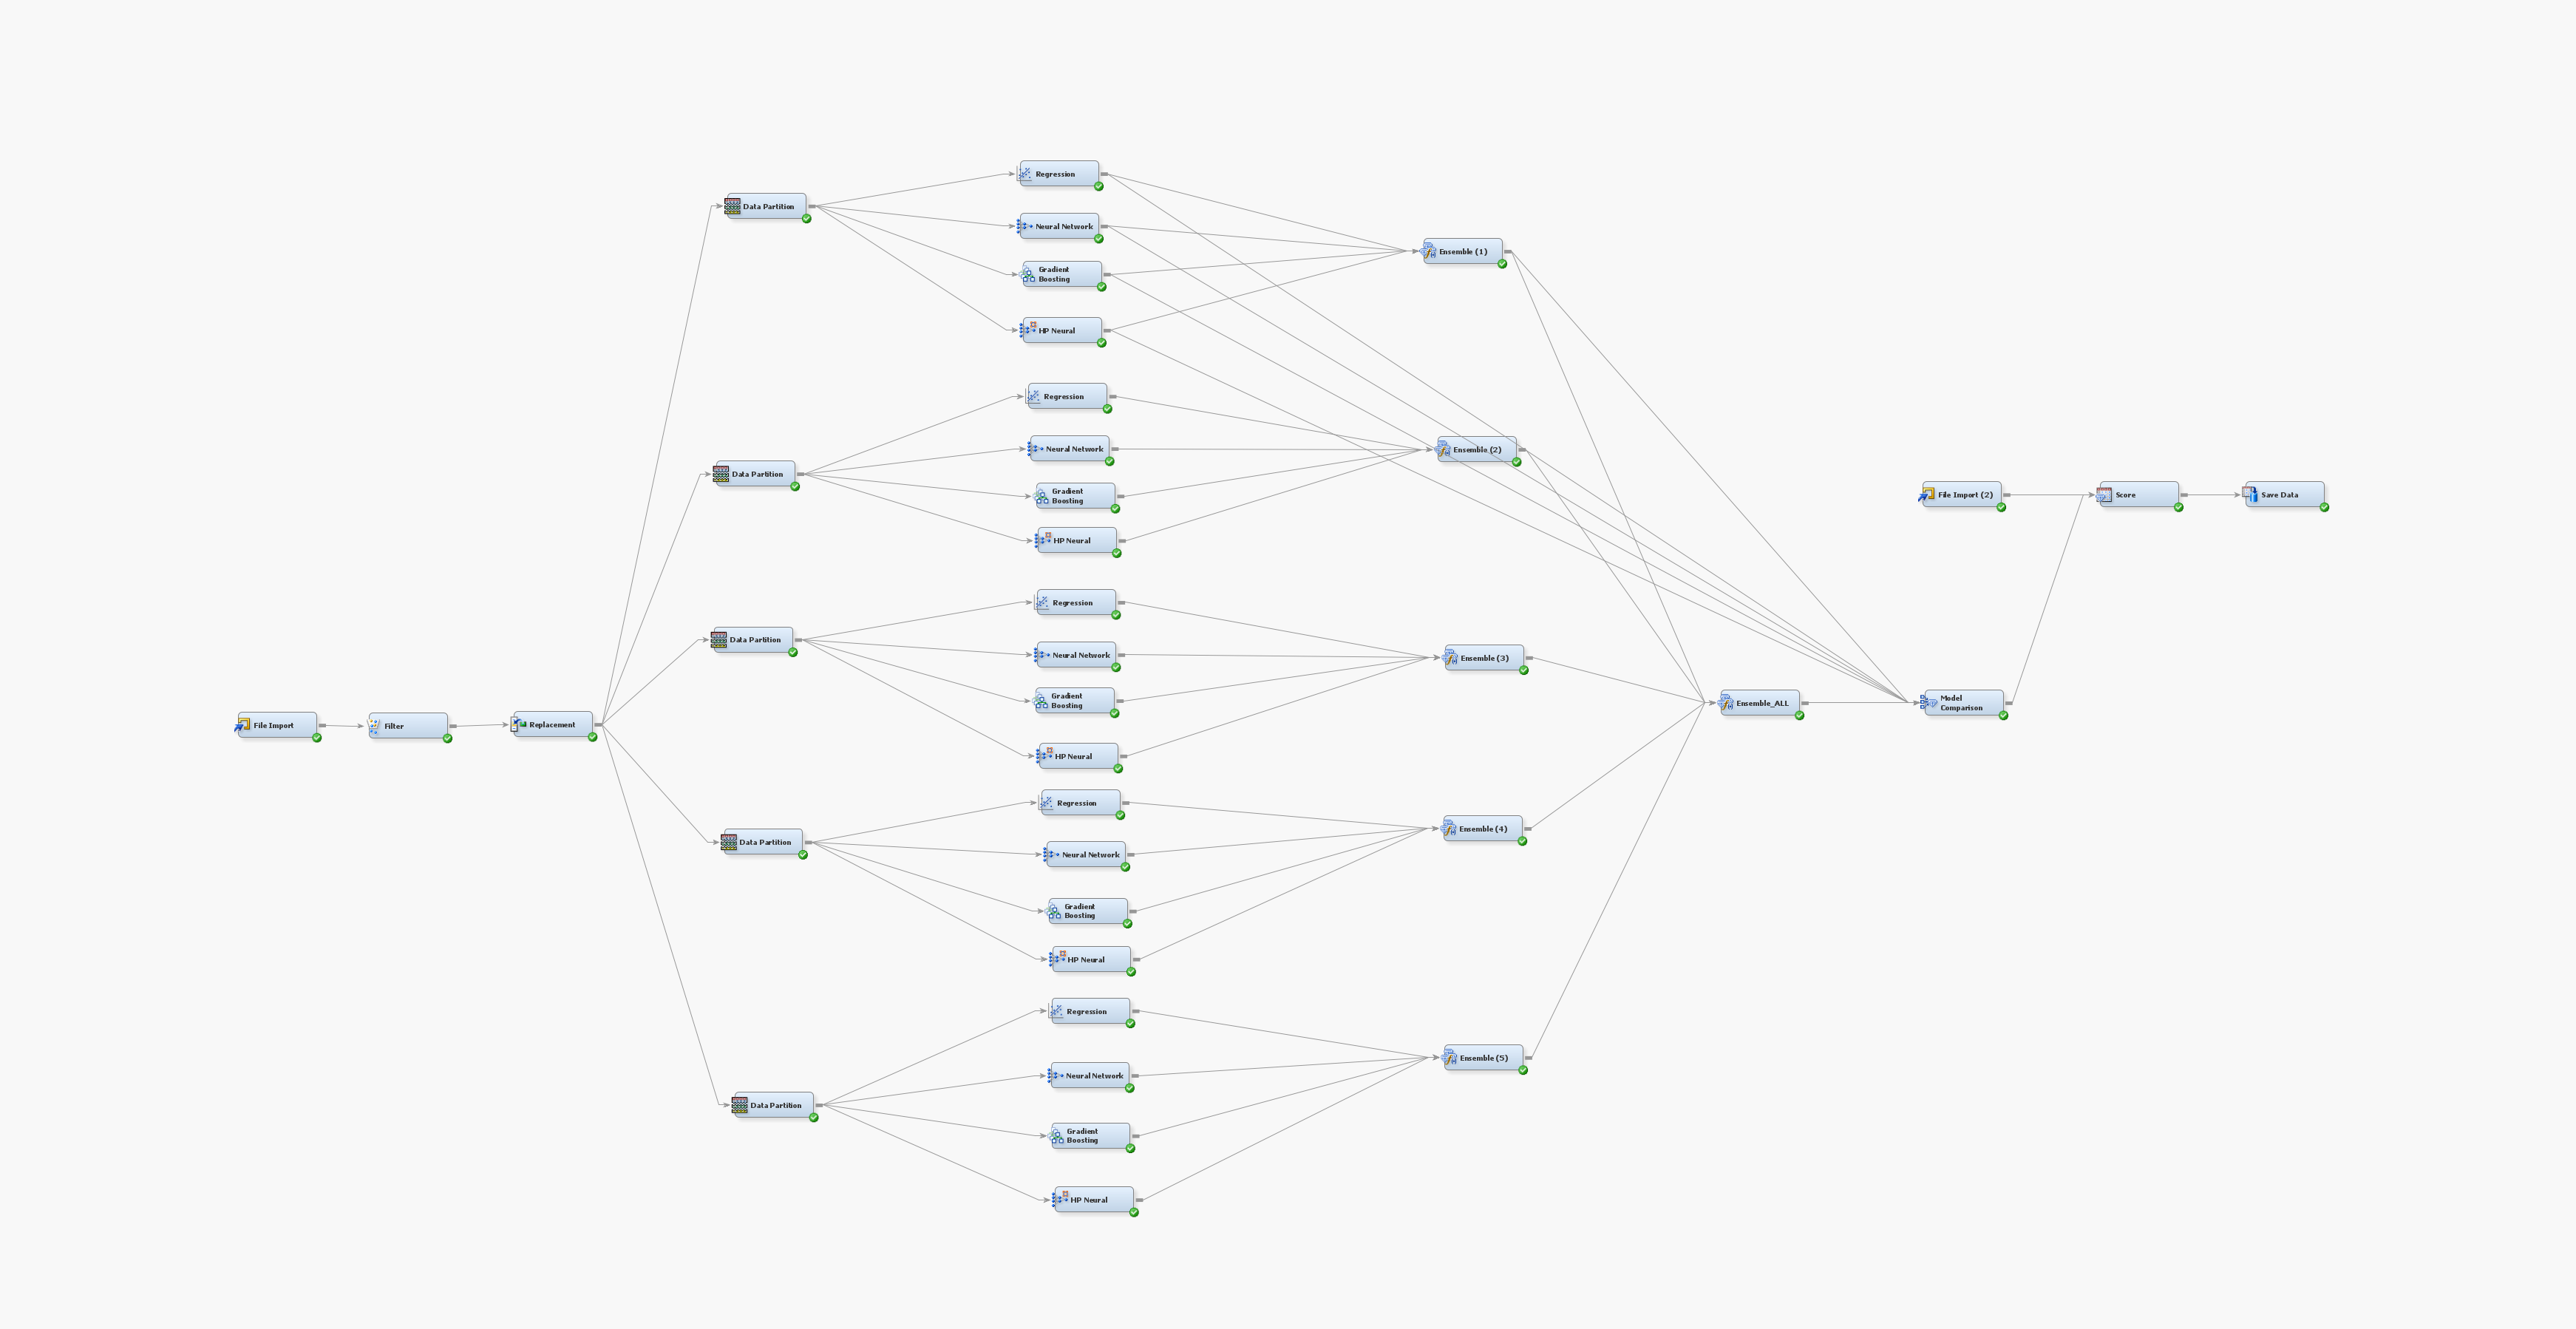 File Import
Filter
Replacement
Data Partition
Regression
Neural Network
Gradient
Boosting
HP Neural
Ensemble (1)
Data Partition
Regression
Neural Network
Gradient
Boosting
HP Neural
Ensemble (2)
Data Partition
Regression
Neural Network
Gradient
Boosting
HP Neural
Ensemble (3)
Data Partition
Regression
Neural Network
Gradient
Boosting
HP Neural
Ensemble (4)
Data Partition
Regression
Neural Network
Gradient
Boosting
HP Neural
Ensemble (5)
Ensemble_ALL
Model
Comparison
File Import (2)
Score
Save Data